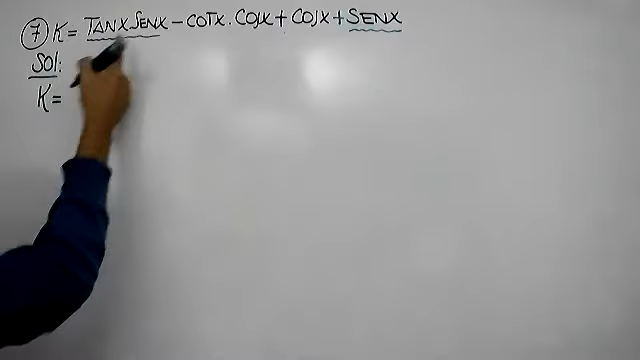 7 K = TANX SENX - COTX . COSX + COSX + SENX
Sol:
K =